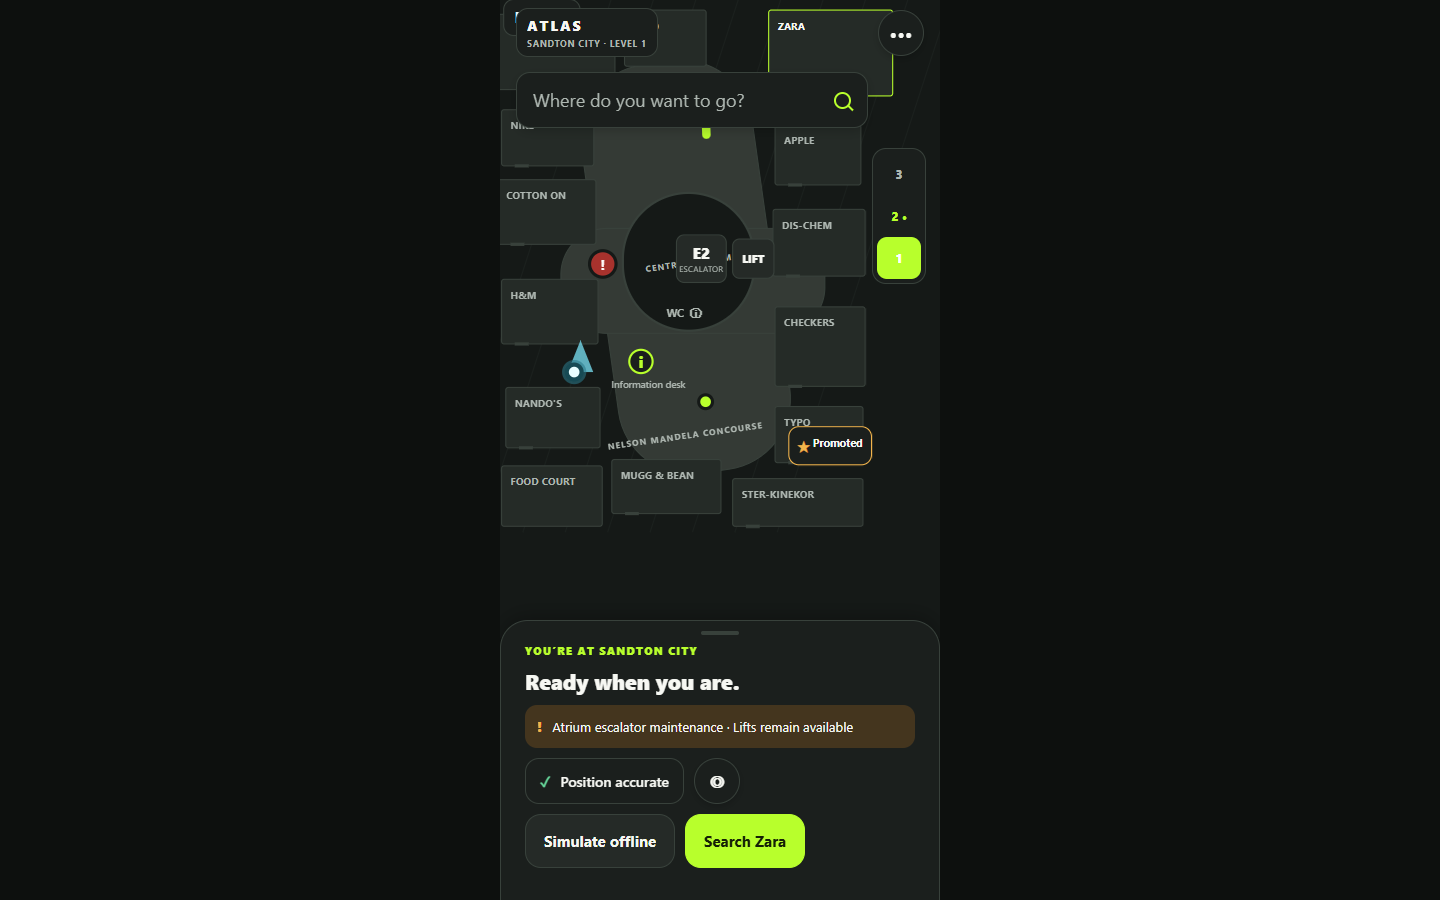 ATLAS
SANDTON CITY · LEVEL 1
ZARA
Where do you want to go?
APPLE
3
COTTON ON
2
DIS-CHEM
E2
ESCALATOR
LIFT
1
H&M
WC
CHECKERS
Information desk
NANDO'S
TYPO
NELSON MANDELA CONCOURSE
Promoted
MUGG & BEAN
FOOD COURT
STER-KINEKOR
YOU'RE AT SANDTON CITY
Ready when you are.
! Atrium escalator maintenance · Lifts remain available
✓ Position accurate
Simulate offline
Search Zara